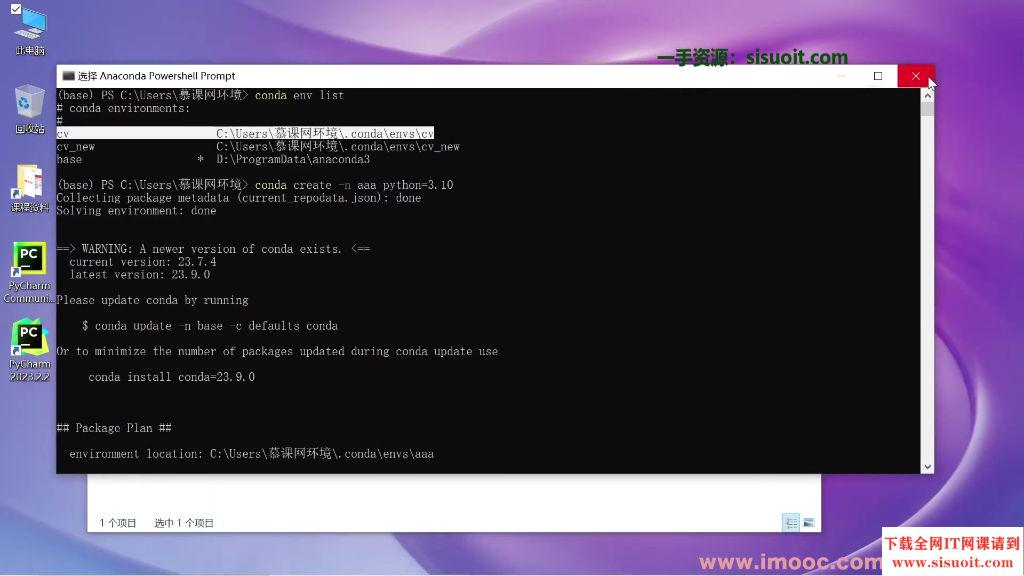 此电脑
回收站
课程资料
PyCharm
Communi...
PyCharm
2023.2.2
一手资源：sisuoit.com
选择 Anaconda Powershell Prompt
(base) PS C:\Users\慕课网环境> conda env list
# conda environments:
#
cv                       C:\Users\慕课网环境\.conda\envs\cv
cv_new                   C:\Users\慕课网环境\.conda\envs\cv_new
base                  *  D:\ProgramData\anaconda3
(base) PS C:\Users\慕课网环境> conda create -n aaa python=3.10
Collecting package metadata (current_repodata.json): done
Solving environment: done
==> WARNING: A newer version of conda exists. <==
  current version: 23.7.4
  latest version: 23.9.0
Please update conda by running
    $ conda update -n base -c defaults conda
Or to minimize the number of packages updated during conda update use
     conda install conda=23.9.0
## Package Plan ##
  environment location: C:\Users\慕课网环境\.conda\envs\aaa
1 个项目    选中 1 个项目
www.imooc.com
下载全网IT网课请到
www.sisuoit.com